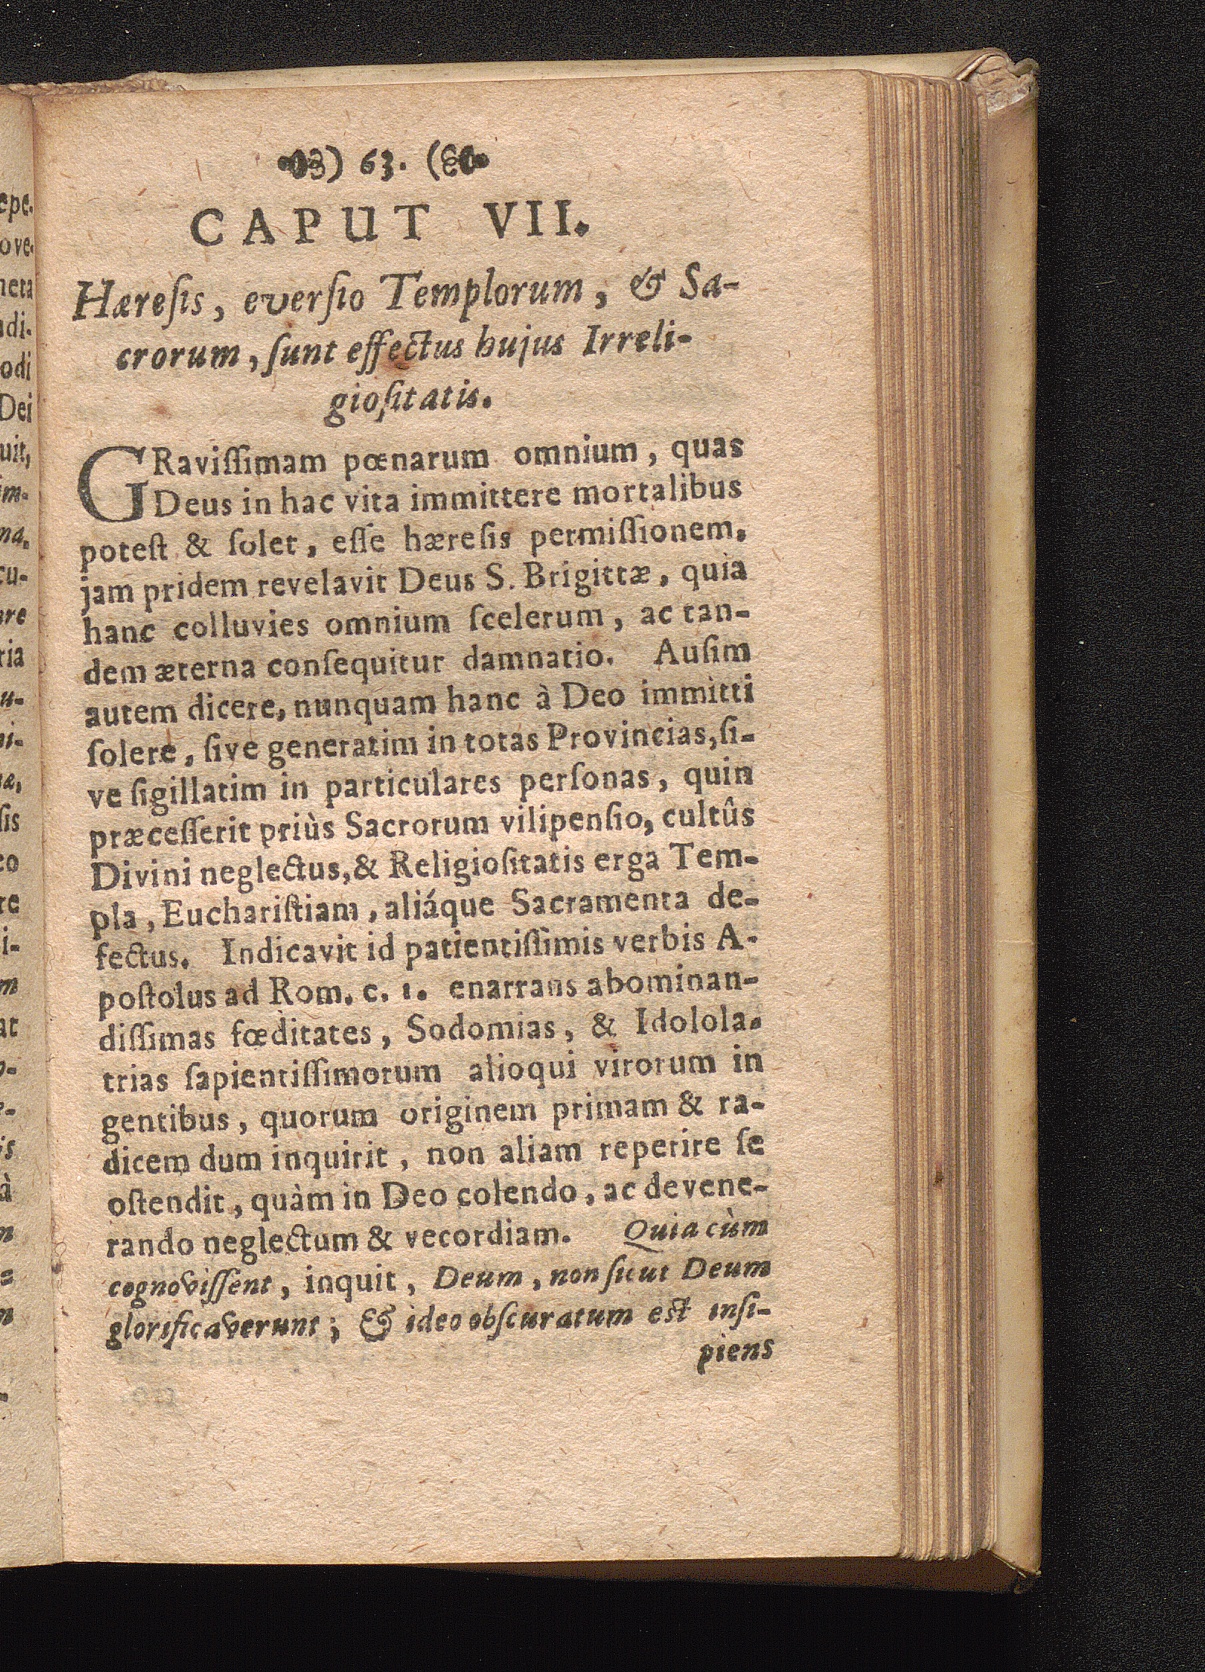 ) 63. (
CAPUT VII.
Hæreſis, everſio Templorum, & Sa-
crorum, ſunt effectus hujus Irreli-
gioſitatis.
GRaviſſimam pœnarum omnium, quas
Deus in hac vita immittere mortalibus
poteſt & ſolet, eſſe hæreſis permiſſionem,
jam pridem revelavit Deus S. Brigittæ, quia
hanc colluvies omnium ſcelerum, ac tan-
dem æterna conſequitur damnatio. Auſim
autem dicere, nunquam hanc à Deo immitti
ſolere, ſive generatim in totas Provincias, ſi-
ve ſigillatim in particulares perſonas, quin
præceſſerit priùs Sacrorum vilipenſio, cultûs
Divini neglectus, & Religioſitatis erga Tem-
pla, Euchariſtiam, aliáque Sacramenta de-
fectus. Indicavit id patientiſſimis verbis A-
poſtolus ad Rom. c. 1. enarrans abominan-
diſſimas fœditates, Sodomias, & Idolola-
trias ſapientiſſimorum alioqui virorum in
gentibus, quorum originem primam & ra-
dicem dum inquirit, non aliam reperire ſe
oſtendit, quàm in Deo colendo, ac devene-
rando neglectum & vecordiam. Quia cùm
cognoviſſent, inquit, Deum, non ſicut Deum
glorificaverunt; & ideo obſcuratum eſt inſi-
piens